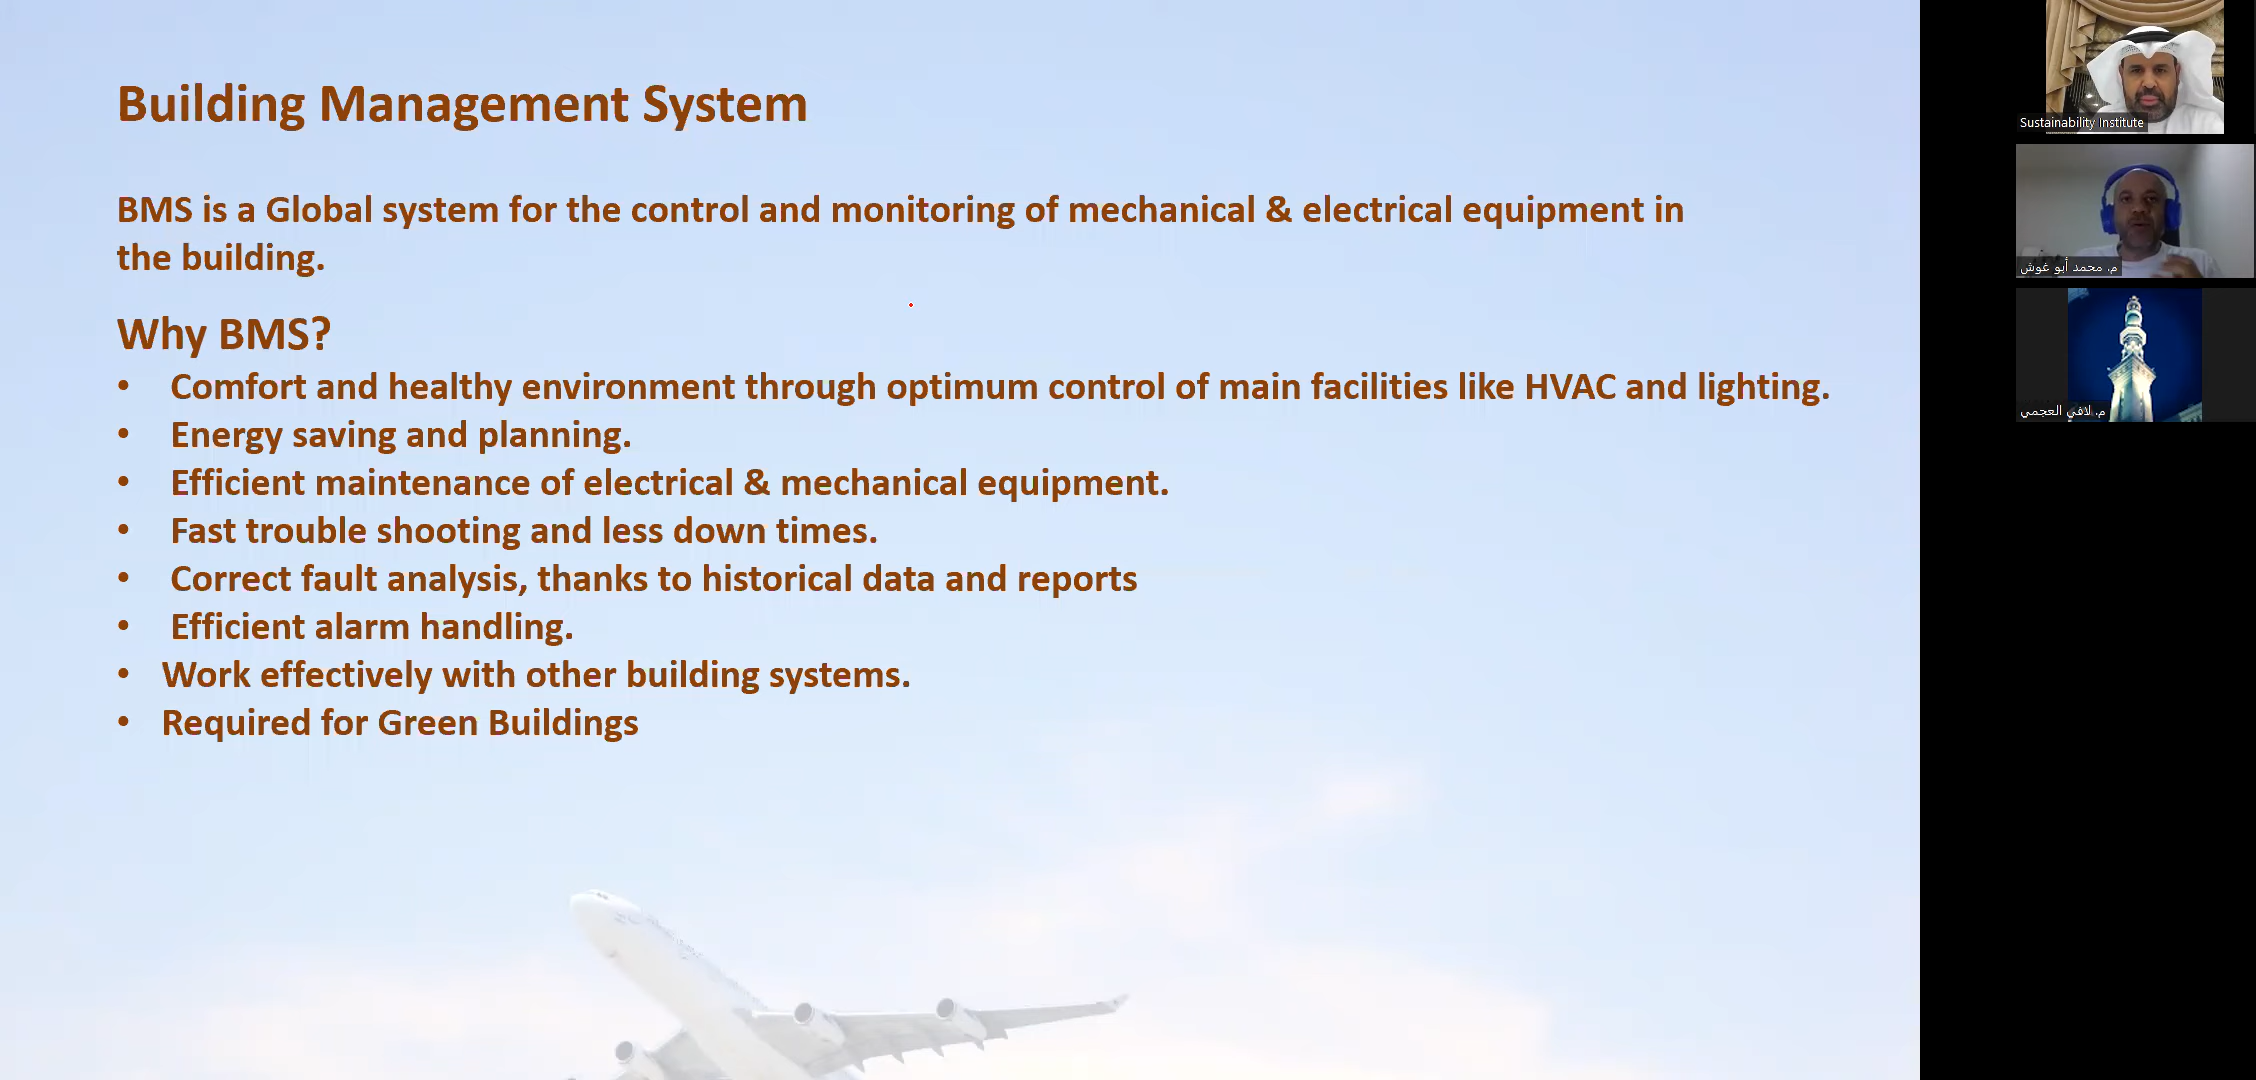 Building Management System
BMS is a Global system for the control and monitoring of mechanical & electrical equipment in
the building.
Why BMS?
• Comfort and healthy environment through optimum control of main facilities like HVAC and lighting.
• Energy saving and planning.
• Efficient maintenance of electrical & mechanical equipment.
• Fast trouble shooting and less down times.
• Correct fault analysis, thanks to historical data and reports
• Efficient alarm handling.
• Work effectively with other building systems.
• Required for Green Buildings
Sustainability Institute
م. محمد أبو غوش
م. لافي العجمي